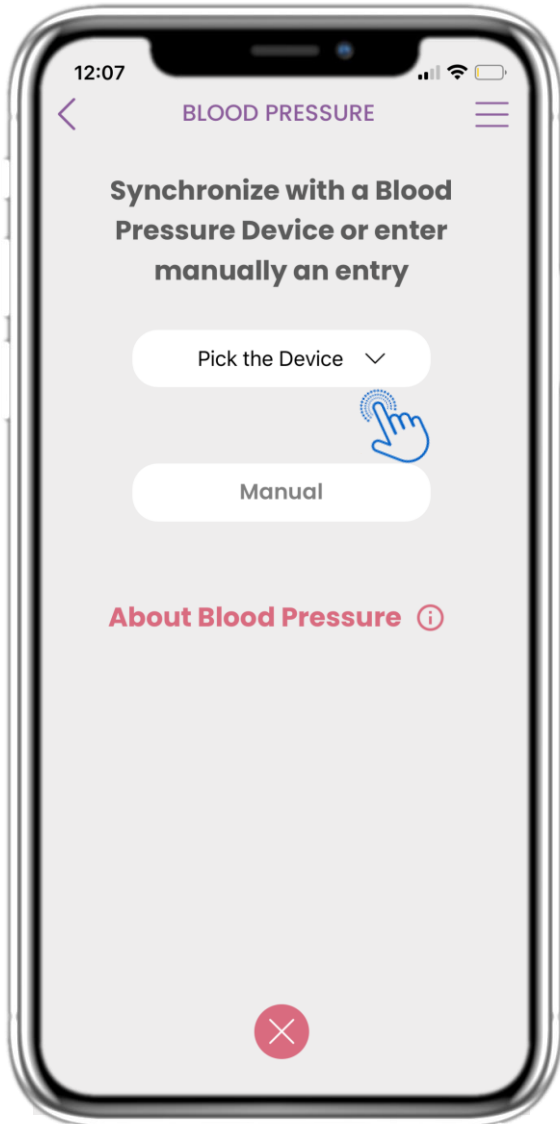 12:07
BLOOD PRESSURE
Synchronize with a Blood
Pressure Device or enter
manually an entry
Pick the Device
Manual
About Blood Pressure